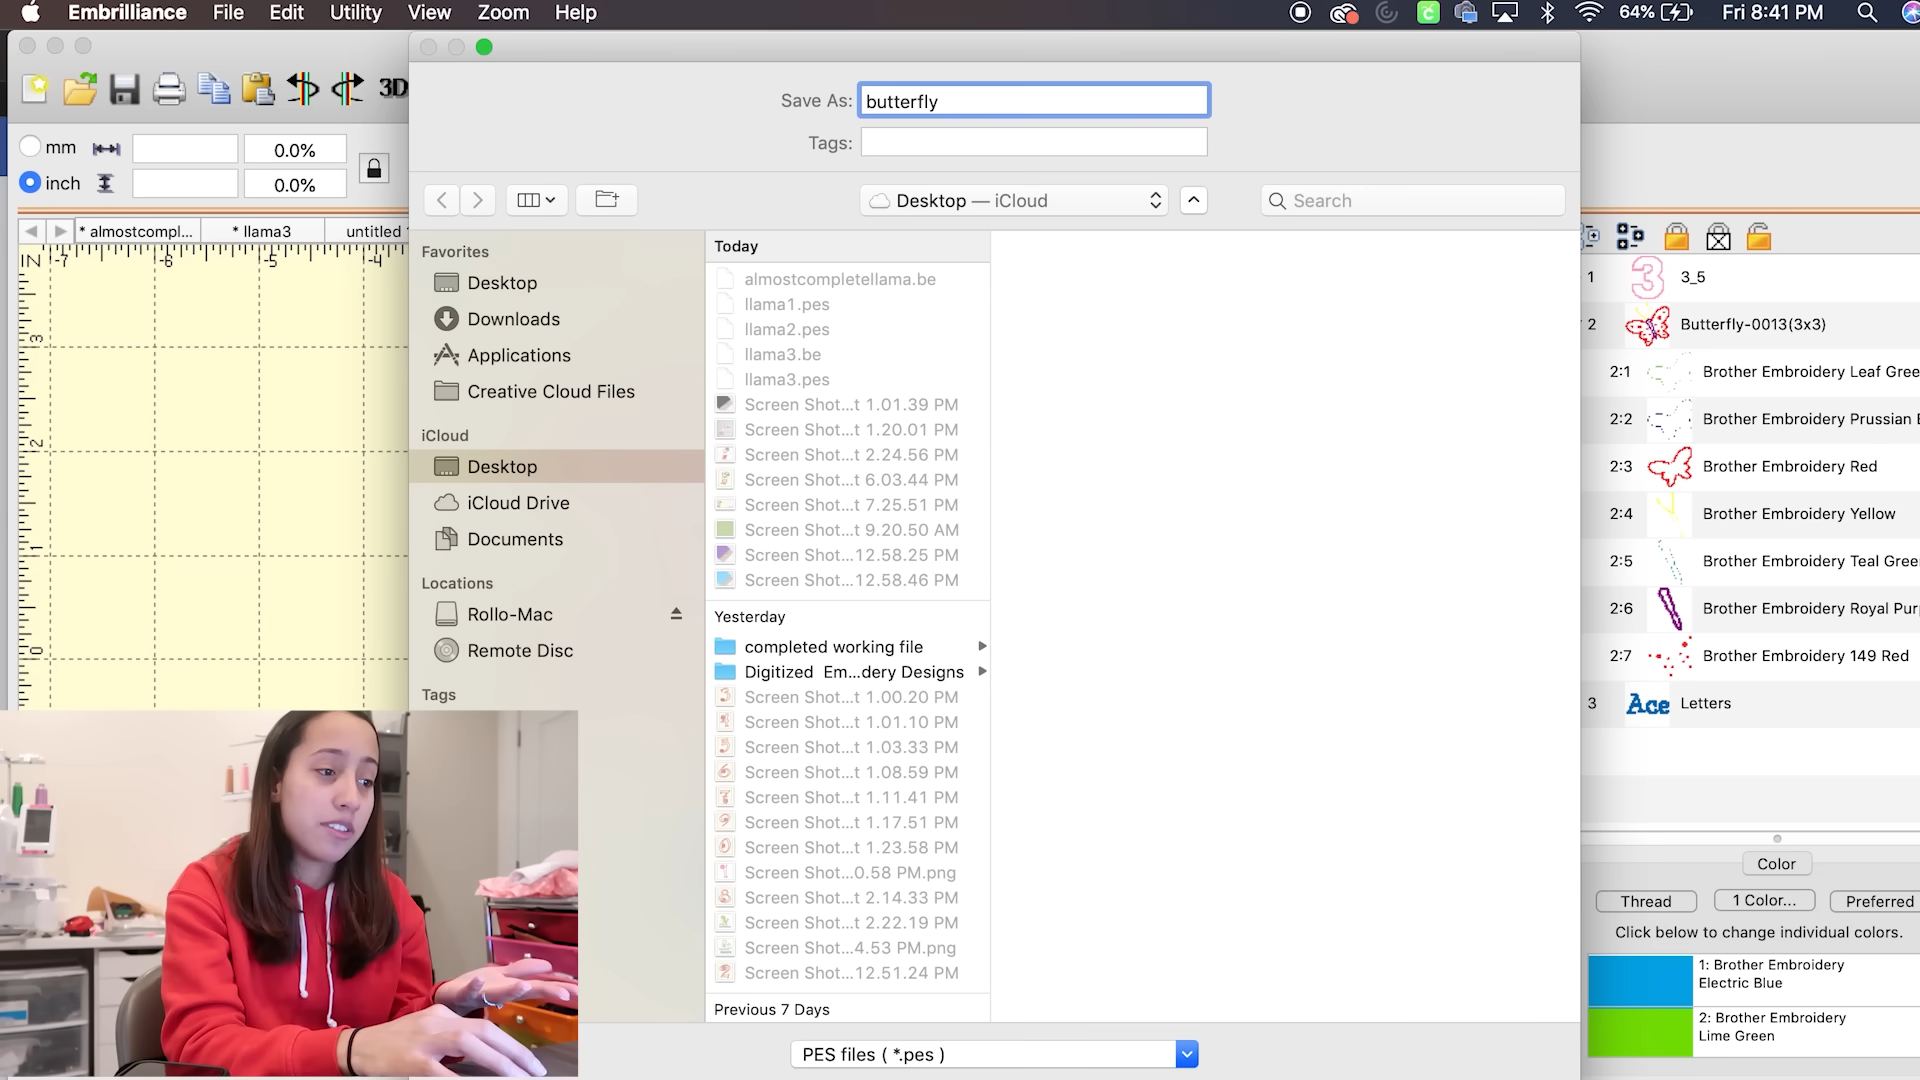 Embrilliance File Edit Utility View Zoom Help
64% Fri 8:41 PM
3D
mm 0.0%
inch 0.0%
* almostcompl... * llama3 untitled
IN -7 -6 -5 -4
3
2
1
0
Save As: butterfly
Tags:
Desktop — iCloud
Search
Favorites
Desktop
Downloads
Applications
Creative Cloud Files
iCloud
Desktop
iCloud Drive
Documents
Locations
Rollo-Mac
Remote Disc
Tags
Today
almostcompletellama.be
llama1.pes
llama2.pes
llama3.be
llama3.pes
Screen Shot...t 1.01.39 PM
Screen Shot...t 1.20.01 PM
Screen Shot...t 2.24.56 PM
Screen Shot...t 6.03.44 PM
Screen Shot...t 7.25.51 PM
Screen Shot...t 9.20.50 AM
Screen Shot...12.58.25 PM
Screen Shot...12.58.46 PM
Yesterday
completed working file
Digitized Em...dery Designs
Screen Shot...t 1.00.20 PM
Screen Shot...t 1.01.10 PM
Screen Shot...t 1.03.33 PM
Screen Shot...t 1.08.59 PM
Screen Shot...t 1.11.41 PM
Screen Shot...t 1.17.51 PM
Screen Shot...t 1.23.58 PM
Screen Shot...0.58 PM.png
Screen Shot...t 2.14.33 PM
Screen Shot...t 2.22.19 PM
Screen Shot...4.53 PM.png
Screen Shot...12.51.24 PM
Previous 7 Days
PES files ( *.pes )
1 3 3_5
2 Butterfly-0013(3x3)
2:1 Brother Embroidery Leaf Gree
2:2 Brother Embroidery Prussian
2:3 Brother Embroidery Red
2:4 Brother Embroidery Yellow
2:5 Brother Embroidery Teal Gree
2:6 Brother Embroidery Royal Pur
2:7 Brother Embroidery 149 Red
3 Ace Letters
Color
Thread 1 Color... Preferred
Click below to change individual colors.
1: Brother Embroidery
Electric Blue
2: Brother Embroidery
Lime Green